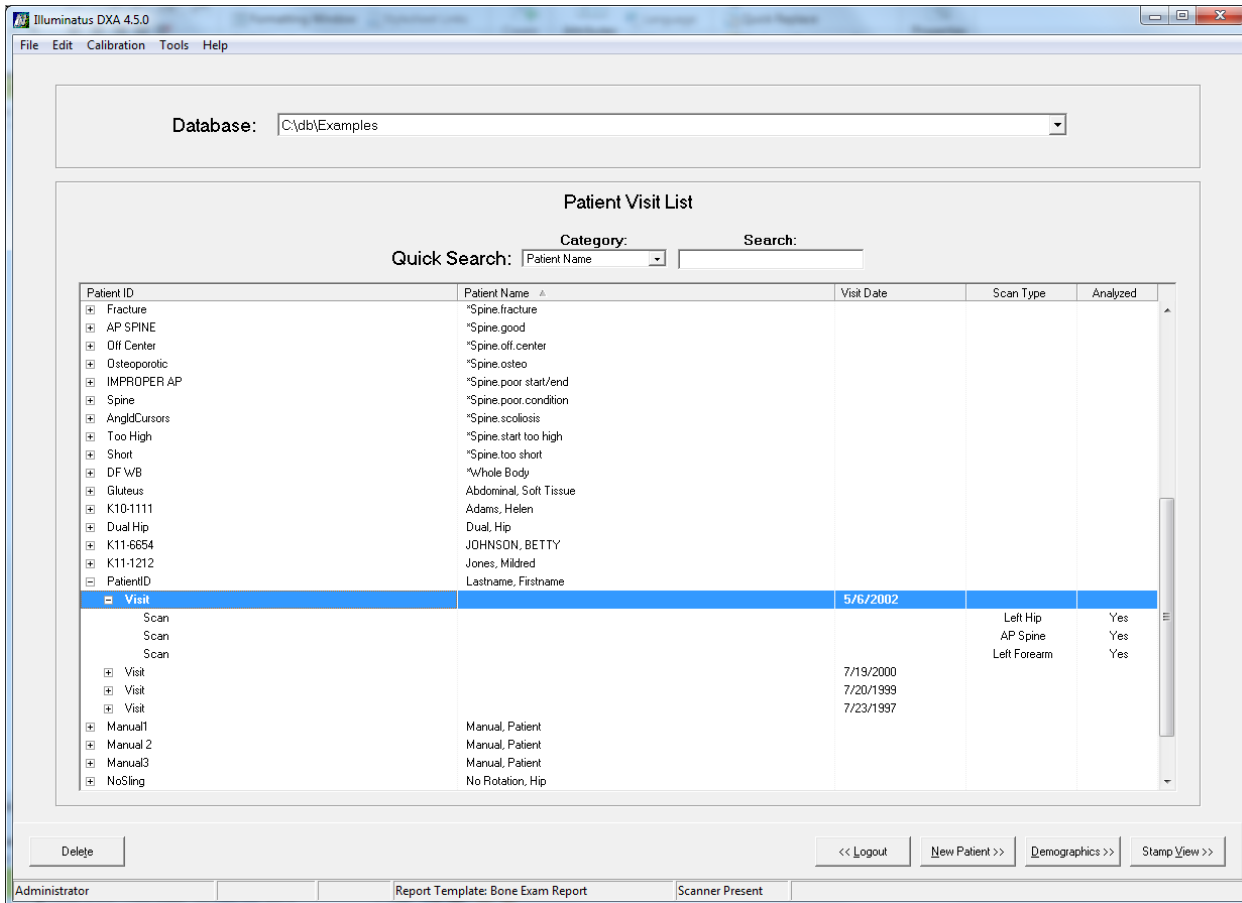 Illuminatus DXA 4.5.0
File Edit Calibration Tools Help
Database: C:\db\Examples
Patient Visit List
Category: Search:
Quick Search: Patient Name
Patient ID Patient Name Visit Date Scan Type Analyzed
Fracture *Spine.fracture
AP SPINE *Spine.good
Off Center *Spine.off.center
Osteoporotic *Spine.osteo
IMPROPER AP *Spine.poor start/end
Spine *Spine.poor.condition
AngldCursors *Spine.scoliosis
Too High *Spine.start too high
Short *Spine.too short
DF WB *Whole Body
Gluteus Abdominal, Soft Tissue
K10-1111 Adams, Helen
Dual Hip Dual, Hip
K11-6654 JOHNSON, BETTY
K11-1212 Jones, Mildred
PatientID Lastname, Firstname
Visit 5/6/2002
Scan Left Hip Yes
Scan AP Spine Yes
Scan Left Forearm Yes
Visit 7/19/2000
Visit 7/20/1999
Visit 7/23/1997
Manual1 Manual, Patient
Manual 2 Manual, Patient
Manual3 Manual, Patient
NoSling No Rotation, Hip
Delete << Logout New Patient >> Demographics >> Stamp View >>
Administrator Report Template: Bone Exam Report Scanner Present